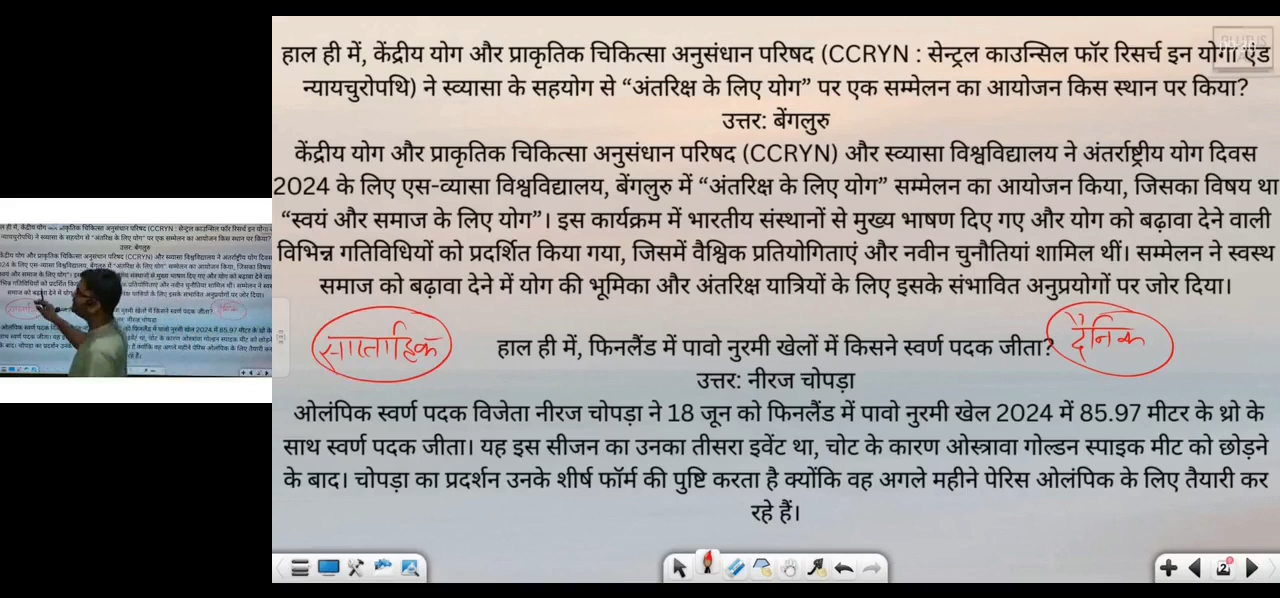 हाल ही में, केंद्रीय योग और प्राकृतिक चिकित्सा अनुसंधान परिषद (CCRYN : सेन्ट्रल काउन्सिल फॉर रिसर्च इन योगा एंड
न्यायचुरोपथि) ने स्व्यासा के सहयोग से “अंतरिक्ष के लिए योग” पर एक सम्मेलन का आयोजन किस स्थान पर किया?
उत्तर: बेंगलुरु
केंद्रीय योग और प्राकृतिक चिकित्सा अनुसंधान परिषद (CCRYN) और स्व्यासा विश्वविद्यालय ने अंतर्राष्ट्रीय योग दिवस
2024 के लिए एस-व्यासा विश्वविद्यालय, बेंगलुरु में “अंतरिक्ष के लिए योग” सम्मेलन का आयोजन किया, जिसका विषय था
“स्वयं और समाज के लिए योग”। इस कार्यक्रम में भारतीय संस्थानों से मुख्य भाषण दिए गए और योग को बढ़ावा देने वाली
विभिन्न गतिविधियों को प्रदर्शित किया गया, जिसमें वैश्विक प्रतियोगिताएं और नवीन चुनौतियां शामिल थीं। सम्मेलन ने स्वस्थ
समाज को बढ़ावा देने में योग की भूमिका और अंतरिक्ष यात्रियों के लिए इसके संभावित अनुप्रयोगों पर जोर दिया।
साप्ताहिक
हाल ही में, फिनलैंड में पावो नुरमी खेलों में किसने स्वर्ण पदक जीता?
दैनिक
उत्तर: नीरज चोपड़ा
ओलंपिक स्वर्ण पदक विजेता नीरज चोपड़ा ने 18 जून को फिनलैंड में पावो नुरमी खेल 2024 में 85.97 मीटर के थ्रो के
साथ स्वर्ण पदक जीता। यह इस सीजन का उनका तीसरा इवेंट था, चोट के कारण ओस्त्रावा गोल्डन स्पाइक मीट को छोड़ने
के बाद। चोपड़ा का प्रदर्शन उनके शीर्ष फॉर्म की पुष्टि करता है क्योंकि वह अगले महीने पेरिस ओलंपिक के लिए तैयारी कर
रहे हैं।
2